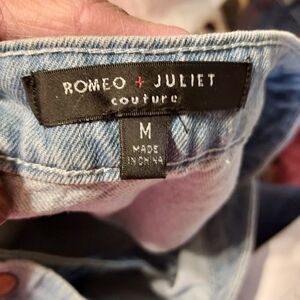 ROMEO + JULIET
couture
M
MADE
IN CHINA